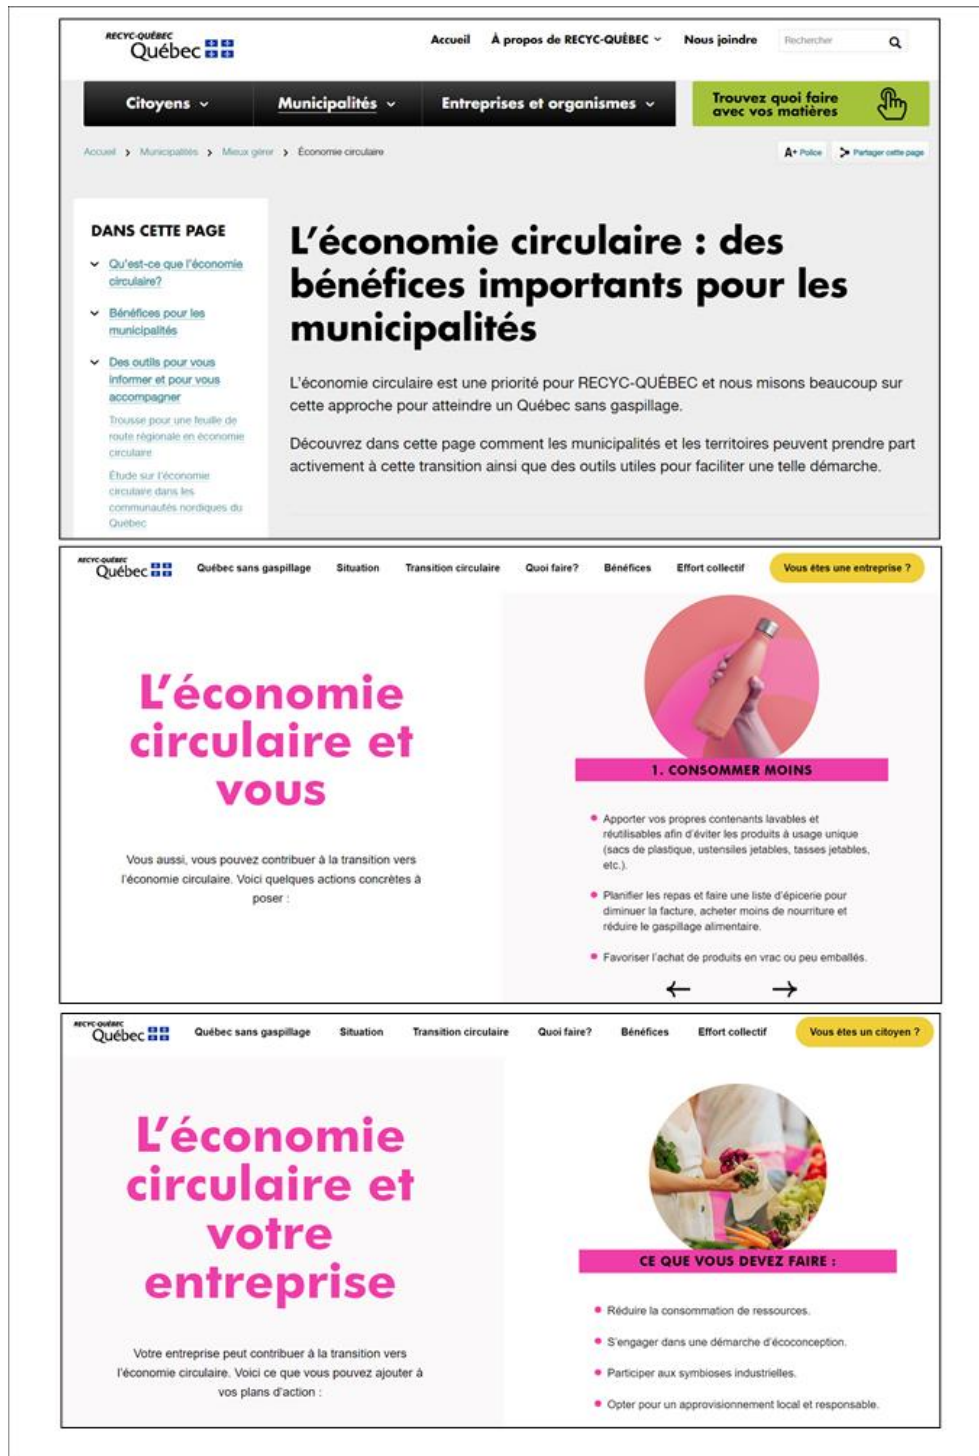 RECYC-QUÉBEC
Québec
Accueil À propos de RECYC-QUÉBEC Nous joindre Rechercher
Citoyens Municipalités Entreprises et organismes
Trouvez quoi faire
avec vos matières
Accueil > Municipalités > Mieux gérer > Économie circulaire
A+ Police Partager cette page
DANS CETTE PAGE
Qu'est-ce que l'économie
circulaire?
Bénéfices pour les
municipalités
Des outils pour vous
informer et pour vous
accompagner
Trousse pour une feuille de
route régionale en économie
circulaire
Étude sur l'économie
circulaire dans les
communautés nordiques du
Québec
L'économie circulaire : des
bénéfices importants pour les
municipalités
L'économie circulaire est une priorité pour RECYC-QUÉBEC et nous misons beaucoup sur
cette approche pour atteindre un Québec sans gaspillage.
Découvrez dans cette page comment les municipalités et les territoires peuvent prendre part
activement à cette transition ainsi que des outils utiles pour faciliter une telle démarche.
RECYC-QUÉBEC
Québec
Québec sans gaspillage Situation Transition circulaire Quoi faire? Bénéfices Effort collectif Vous êtes une entreprise ?
L'économie
circulaire et
vous
Vous aussi, vous pouvez contribuer à la transition vers
l'économie circulaire. Voici quelques actions concrètes à
poser :
1. CONSOMMER MOINS
Apporter vos propres contenants lavables et
réutilisables afin d'éviter les produits à usage unique
(sacs de plastique, ustensiles jetables, tasses jetables,
etc.).
Planifier les repas et faire une liste d'épicerie pour
diminuer la facture, acheter moins de nourriture et
réduire le gaspillage alimentaire.
Favoriser l'achat de produits en vrac ou peu emballés.
RECYC-QUÉBEC
Québec
Québec sans gaspillage Situation Transition circulaire Quoi faire? Bénéfices Effort collectif Vous êtes un citoyen ?
L'économie
circulaire et
votre
entreprise
Votre entreprise peut contribuer à la transition vers
l'économie circulaire. Voici ce que vous pouvez ajouter à
vos plans d'action :
CE QUE VOUS DEVEZ FAIRE :
Réduire la consommation de ressources.
S'engager dans une démarche d'écoconception.
Participer aux symbioses industrielles.
Opter pour un approvisionnement local et responsable.